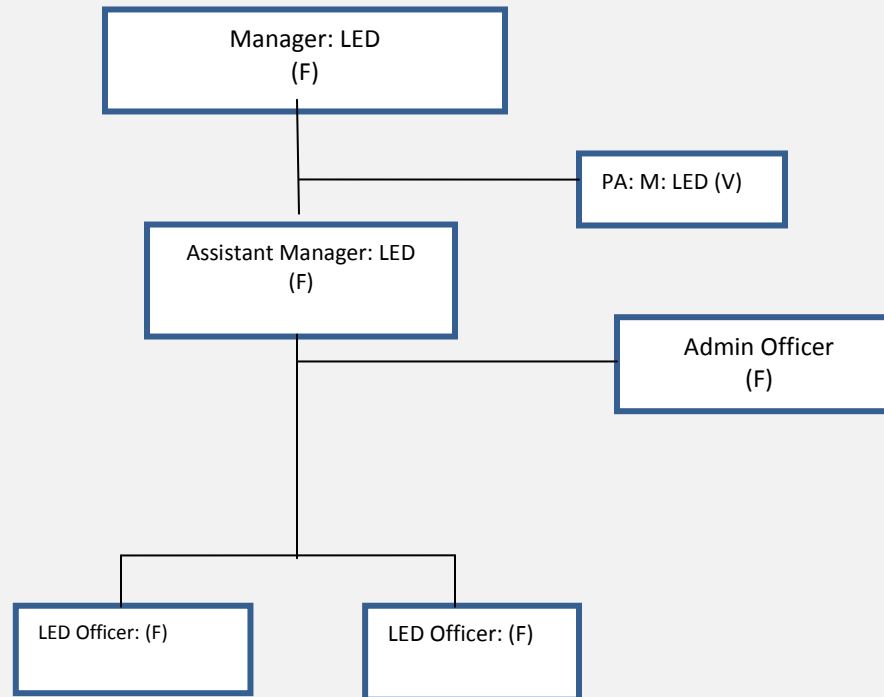 Manager: LED
(F)
PA: M: LED (V)
Assistant Manager: LED
(F)
Admin Officer
(F)
LED Officer: (F)
LED Officer: (F)